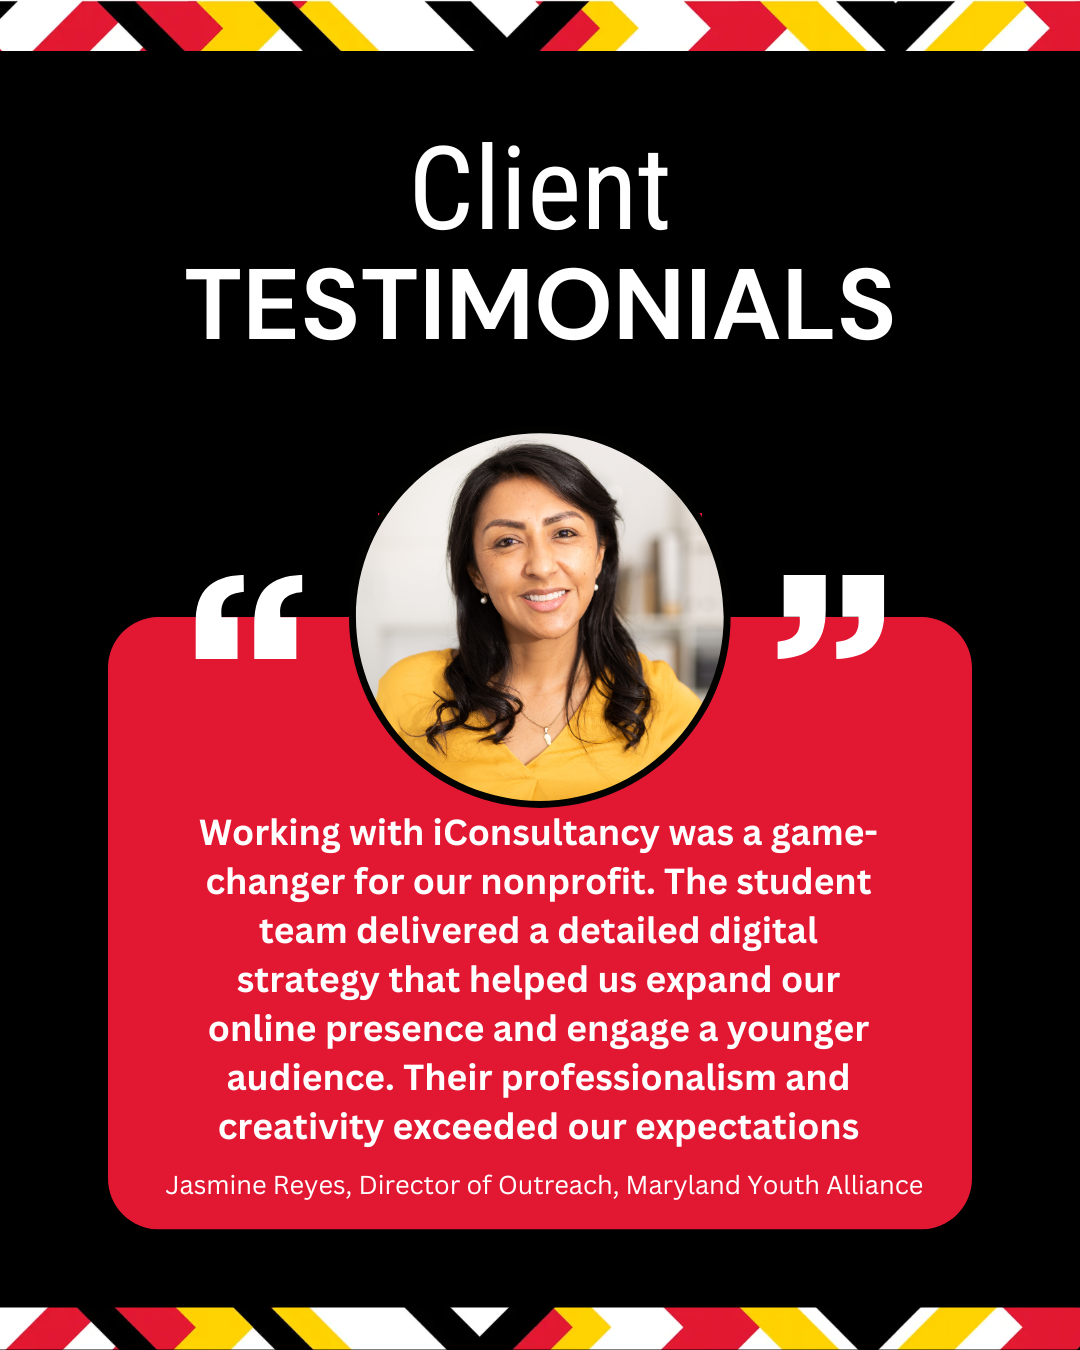 Client
TESTIMONIALS
“ ”
Working with iConsultancy was a game-
changer for our nonprofit. The student
team delivered a detailed digital
strategy that helped us expand our
online presence and engage a younger
audience. Their professionalism and
creativity exceeded our expectations
Jasmine Reyes, Director of Outreach, Maryland Youth Alliance